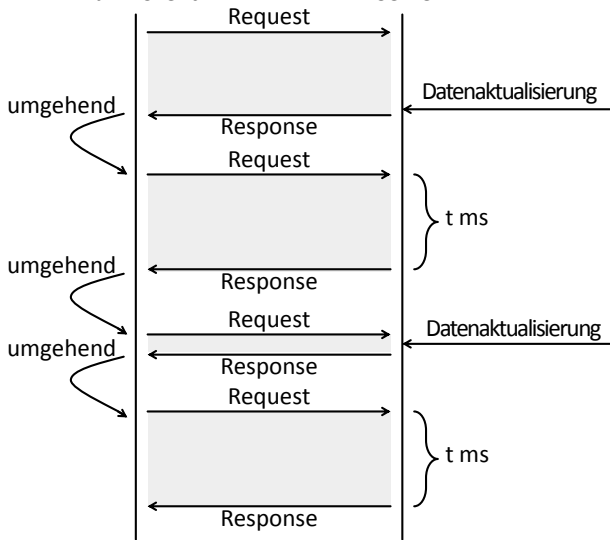 Request
Datenaktualisierung
umgehend
Response
Request
t ms
umgehend
Response
Request
Datenaktualisierung
umgehend
Response
Request
t ms
Response